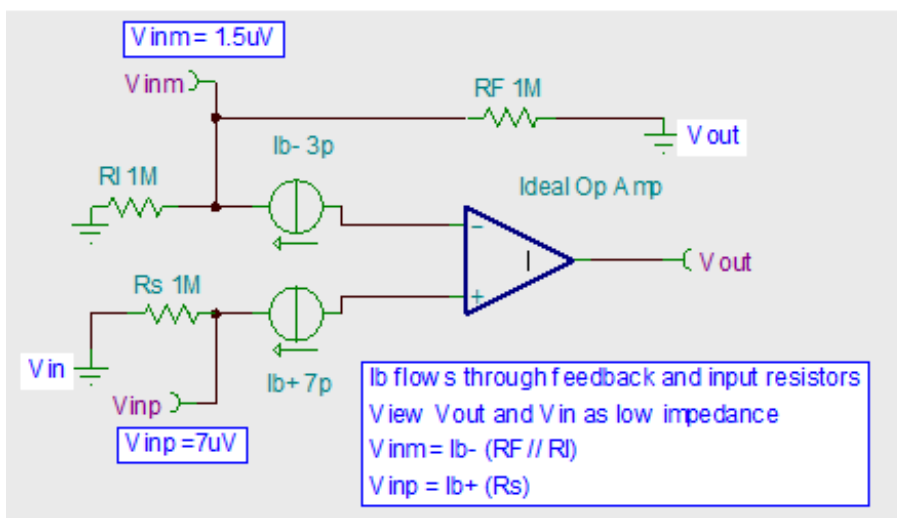 Vinm = 1.5uV
Vinm
RF 1M
Vout
Ib- 3p
RI 1M
Ideal Op Amp
-
I
Vout
Rs 1M
+
Vin
Ib+ 7p
Vinp
Vinp =7uV
Ib flows through feedback and input resistors
View Vout and Vin as low impedance
Vinm = Ib- (RF // RI)
Vinp = Ib+ (Rs)